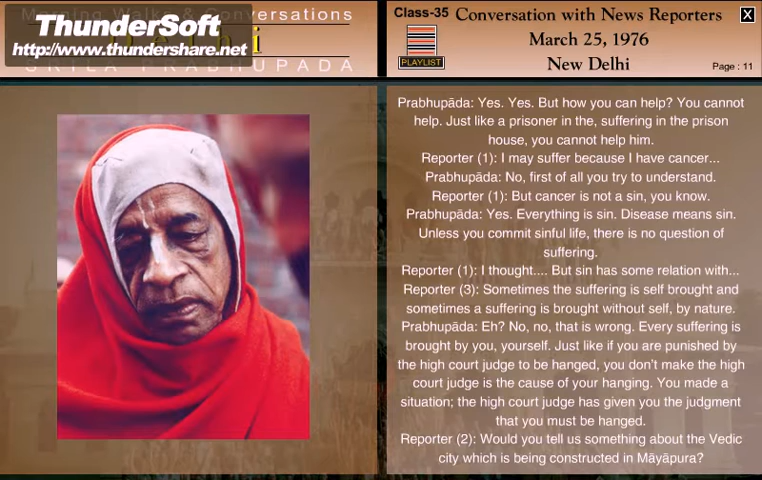 Morning Walks & Conversations
ThunderSoft
http://www.thundershare.net
SRILA PRABHUPADA
Class-35
PLAYLIST
Conversation with News Reporters
March 25, 1976
New Delhi
X
Page : 11
Prabhupāda: Yes. Yes. But how you can help? You cannot
help. Just like a prisoner in the, suffering in the prison
house, you cannot help him.
Reporter (1): I may suffer because I have cancer...
Prabhupāda: No, first of all you try to understand.
Reporter (1): But cancer is not a sin, you know.
Prabhupāda: Yes. Everything is sin. Disease means sin.
Unless you commit sinful life, there is no question of
suffering.
Reporter (1): I thought.... But sin has some relation with...
Reporter (3): Sometimes the suffering is self brought and
sometimes a suffering is brought without self, by nature.
Prabhupāda: Eh? No, no, that is wrong. Every suffering is
brought by you, yourself. Just like if you are punished by
the high court judge to be hanged, you don't make the high
court judge is the cause of your hanging. You made a
situation; the high court judge has given you the judgment
that you must be hanged.
Reporter (2): Would you tell us something about the Vedic
city which is being constructed in Māyāpura?